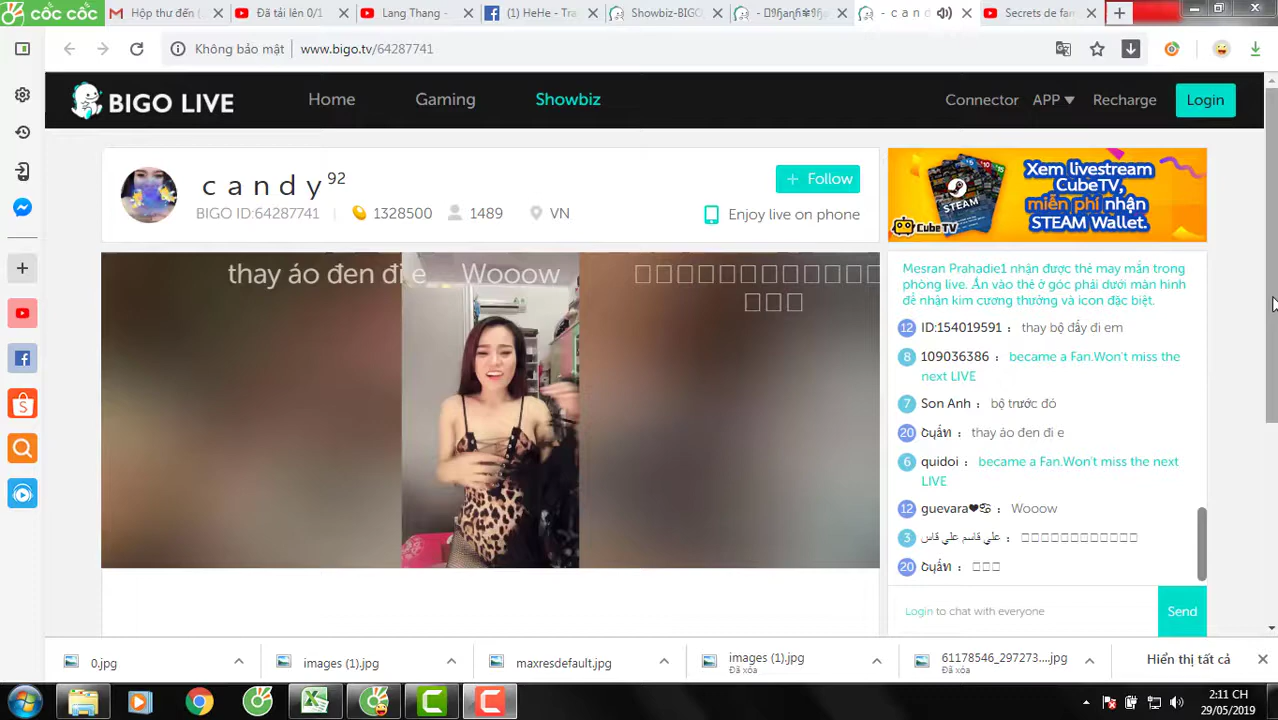 cốc cốc
Hộp thư đến (
Đã tải lên 0/1
Lang Thang -
(1) He!!e - Tra
Showbiz-BIGO
- c a n d
Secrets de fam
Không bảo mật
www.bigo.tv/64287741
BIGO LIVE
Home
Gaming
Showbiz
Connector
APP
Recharge
Login
c a n d y 92
+ Follow
BIGO ID:64287741
1328500
1489
VN
Enjoy live on phone
Xem livestream
CubeTV,
miễn phí nhận
STEAM Wallet.
STEAM
CubeTV
thay áo đen đi e
Wooow
Mesran Prahadie1 nhận được thẻ may mắn trong
phòng live. Ấn vào thẻ ở góc phải dưới màn hình
để nhận kim cương thưởng và icon đặc biệt.
12 ID:154019591 : thay bộ đấy đi em
8 109036386 : became a Fan.Won't miss the
next LIVE
7 Son Anh : bộ trước đó
20 : thay áo đen đi e
6 quidoi : became a Fan.Won't miss the next
LIVE
12 guevara❤♋ : Wooow
3 علي قاسم علي قاس :
20
Login to chat with everyone
Send
0.jpg
images (1).jpg
maxresdefault.jpg
images (1).jpg
Đã xóa
61178546_297273....jpg
Đã xóa
Hiển thị tất cả
2:11 CH
29/05/2019